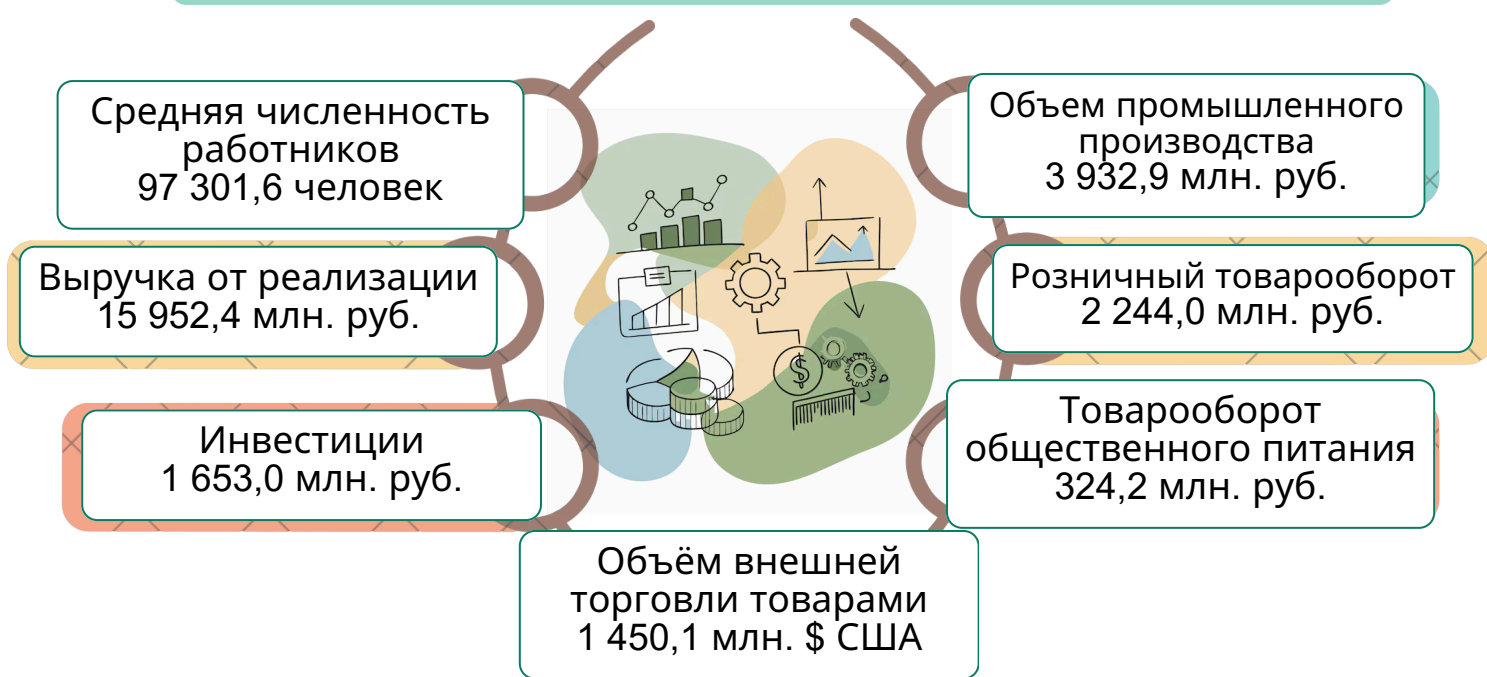 Средняя численность
работников
97 301,6 человек
Объем промышленного
производства
3 932,9 млн. руб.
Выручка от реализации
15 952,4 млн. руб.
Розничный товарооборот
2 244,0 млн. руб.
Инвестиции
1 653,0 млн. руб.
Товарооборот
общественного питания
324,2 млн. руб.
Объём внешней
торговли товарами
1 450,1 млн. $ США
$